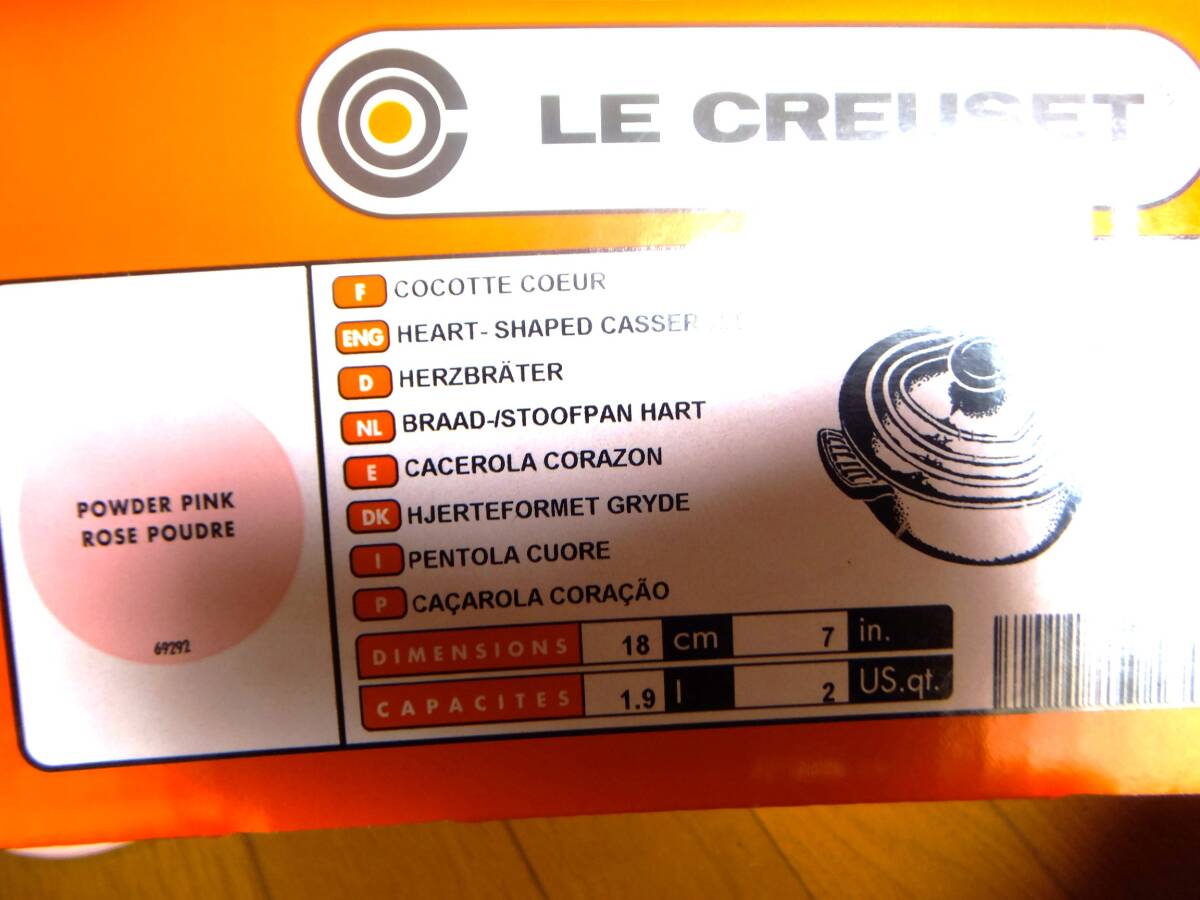 LE CREUSET
POWDER PINK
ROSE POUDRE
69292
F COCOTTE COEUR
ENG HEART- SHAPED
D HERZBRÄTER
NL BRAAD-/STOOFPAN HART
E CACEROLA CORAZON
DK HJERTEFORMET GRYDE
I PENTOLA CUORE
P CAÇAROLA CORAÇÃO
DIMENSIONS 18 cm 7 in.
CAPACITES 1.9 l 2 US.qt.